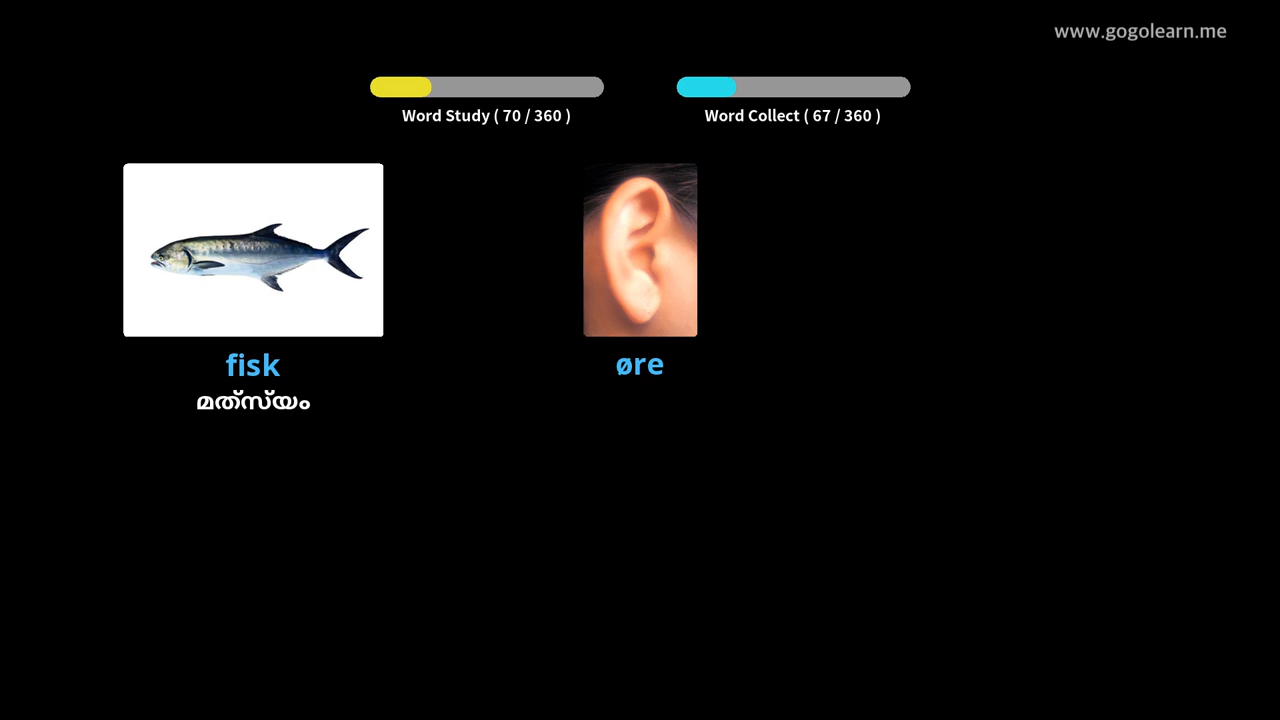 www.gogolearn.me
Word Study ( 70 / 360 )
Word Collect ( 67 / 360 )
fisk
øre
മത്സ്യം